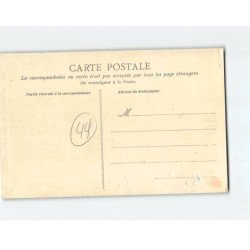 CARTE POSTALE
La correspondance au recto n'est pas acceptée par tous les pays étrangers
(Se renseigner à la Poste)
Partie réservée à la correspondance
Adresse du destinataire
M
44